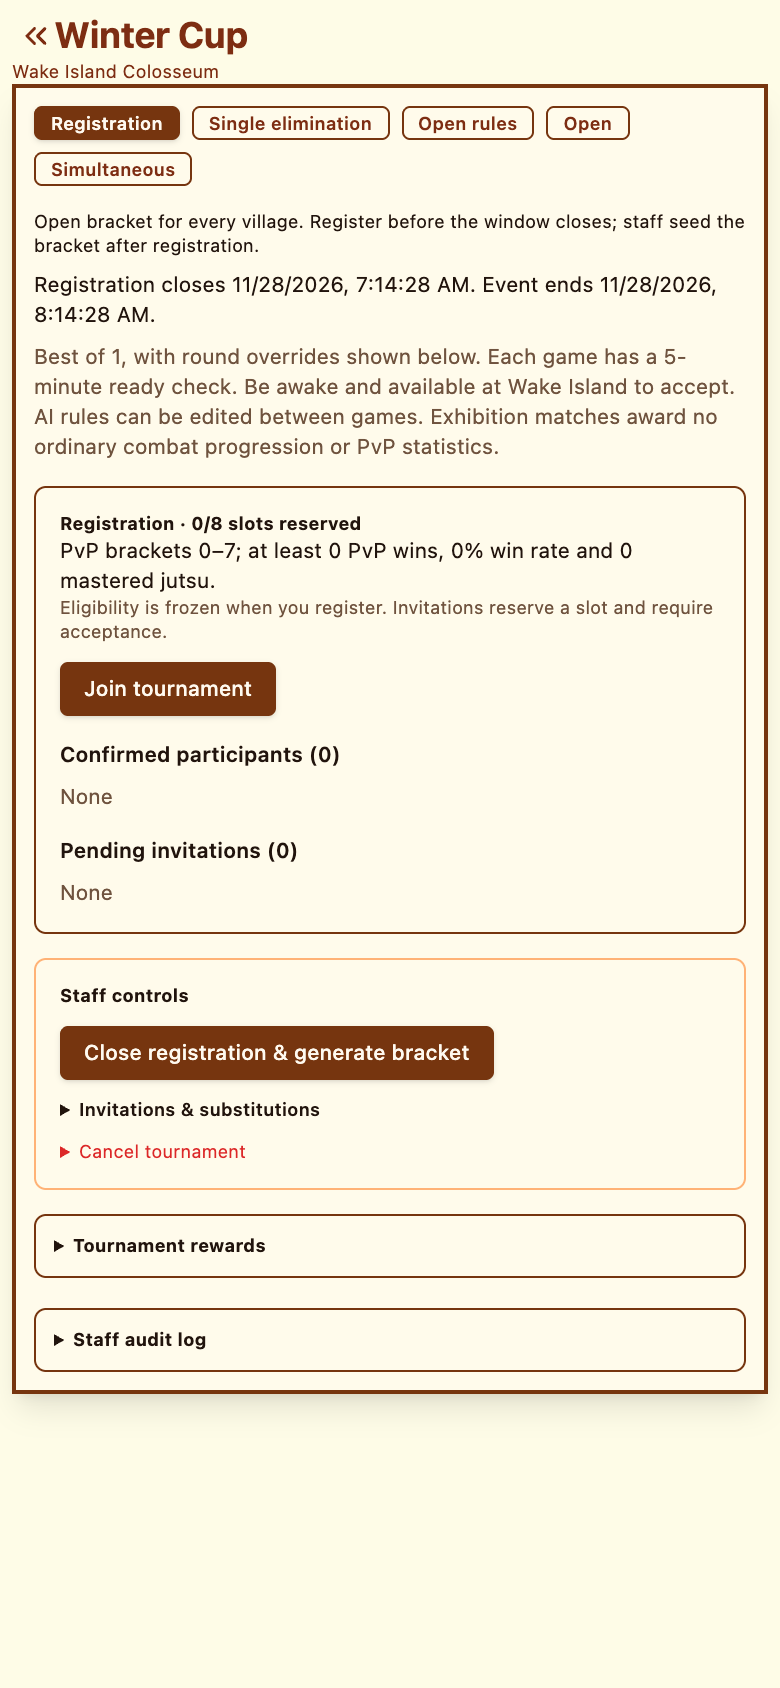 Winter Cup
Wake Island Colosseum
Registration
Single elimination
Open rules
Open
Simultaneous
Open bracket for every village. Register before the window closes; staff seed the
bracket after registration.
Registration closes 11/28/2026, 7:14:28 AM. Event ends 11/28/2026,
8:14:28 AM.
Best of 1, with round overrides shown below. Each game has a 5-
minute ready check. Be awake and available at Wake Island to accept.
AI rules can be edited between games. Exhibition matches award no
ordinary combat progression or PvP statistics.
Registration · 0/8 slots reserved
PvP brackets 0–7; at least 0 PvP wins, 0% win rate and 0
mastered jutsu.
Eligibility is frozen when you register. Invitations reserve a slot and require
acceptance.
Join tournament
Confirmed participants (0)
None
Pending invitations (0)
None
Staff controls
Close registration & generate bracket
Invitations & substitutions
Cancel tournament
Tournament rewards
Staff audit log